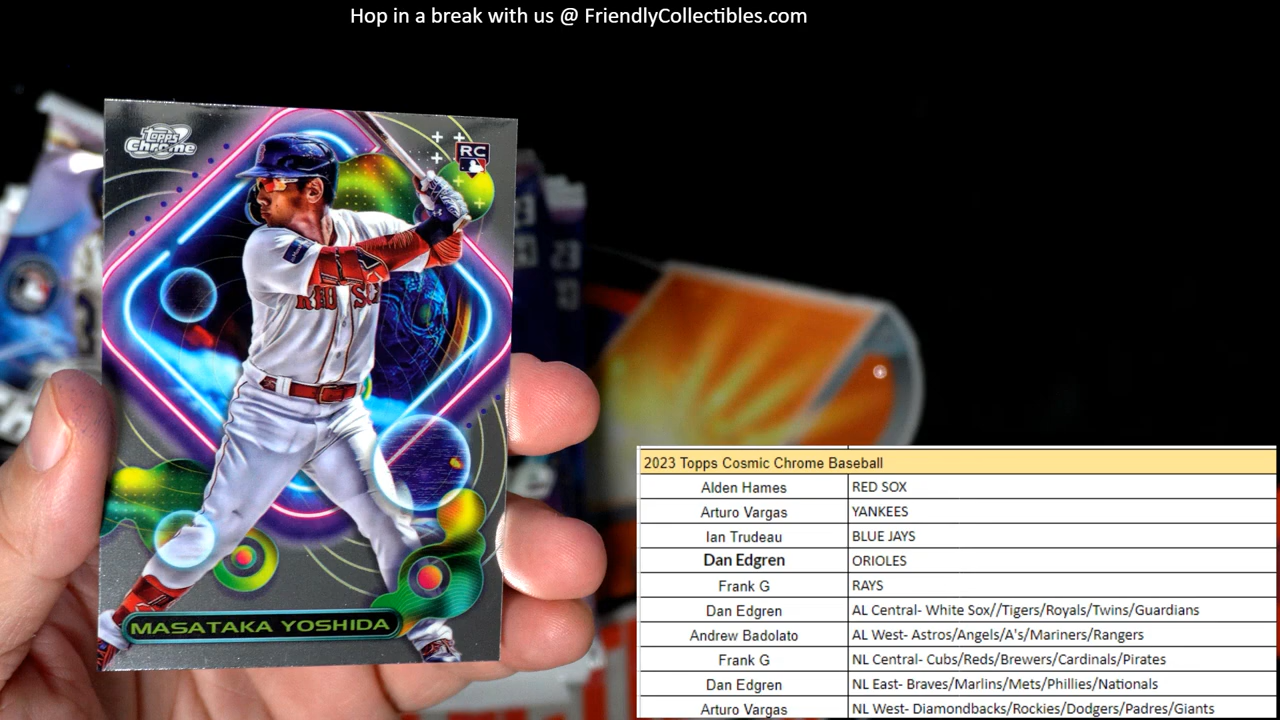 Hop in a break with us @ FriendlyCollectibles.com
Topps
Chrome
RC
RED SOX
MASATAKA YOSHIDA
2023 Topps Cosmic Chrome Baseball
Alden Hames RED SOX
Arturo Vargas YANKEES
Ian Trudeau BLUE JAYS
Dan Edgren ORIOLES
Frank G RAYS
Dan Edgren AL Central- White Sox//Tigers/Royals/Twins/Guardians
Andrew Badolato AL West- Astros/Angels/A's/Mariners/Rangers
Frank G NL Central- Cubs/Reds/Brewers/Cardinals/Pirates
Dan Edgren NL East- Braves/Marlins/Mets/Phillies/Nationals
Arturo Vargas NL West- Diamondbacks/Rockies/Dodgers/Padres/Giants